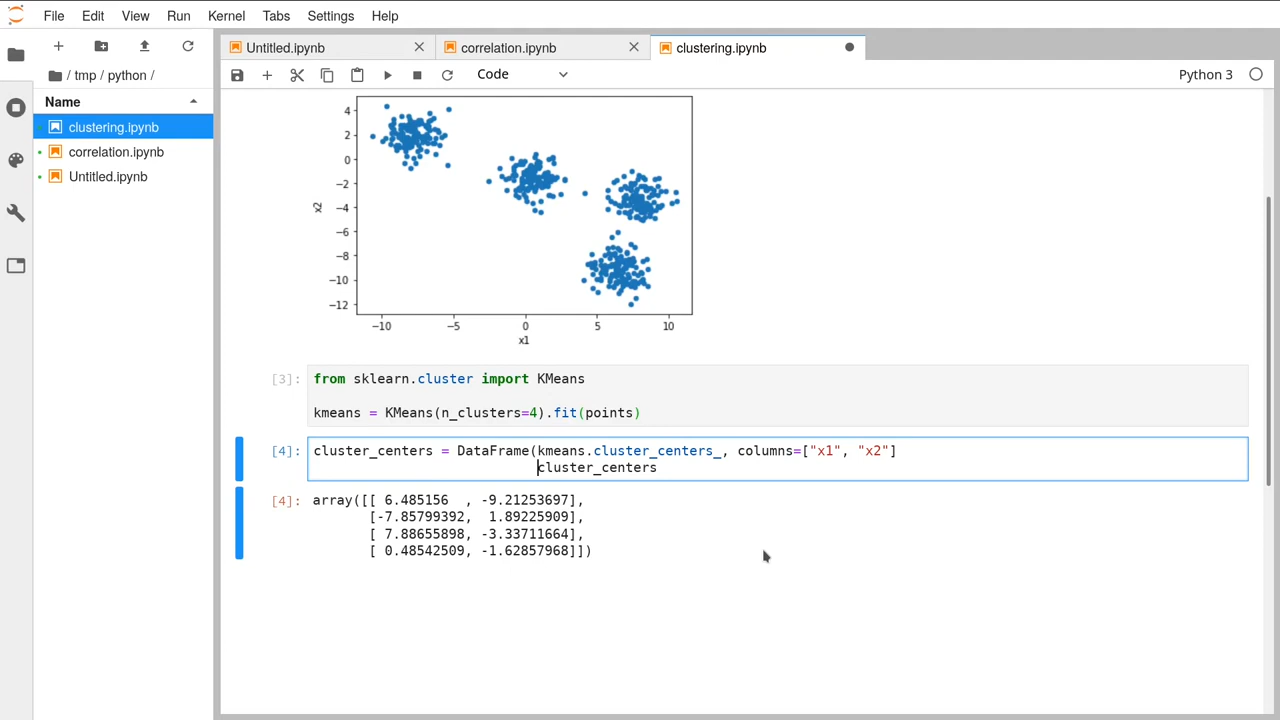 File Edit View Run Kernel Tabs Settings Help
/ tmp / python /
Name
clustering.ipynb
correlation.ipynb
Untitled.ipynb
Untitled.ipynb correlation.ipynb clustering.ipynb
Code Python 3
4
2
0
−2
−4
−6
−8
−10
−12
x2
−10 −5 0 5 10
x1
[3]: from sklearn.cluster import KMeans
kmeans = KMeans(n_clusters=4).fit(points)
[4]: cluster_centers = DataFrame(kmeans.cluster_centers_, columns=["x1", "x2"]
cluster_centers
[4]: array([[ 6.485156  , -9.21253697],
[-7.85799392,  1.89225909],
[ 7.88655898, -3.33711664],
[ 0.48542509, -1.62857968]])